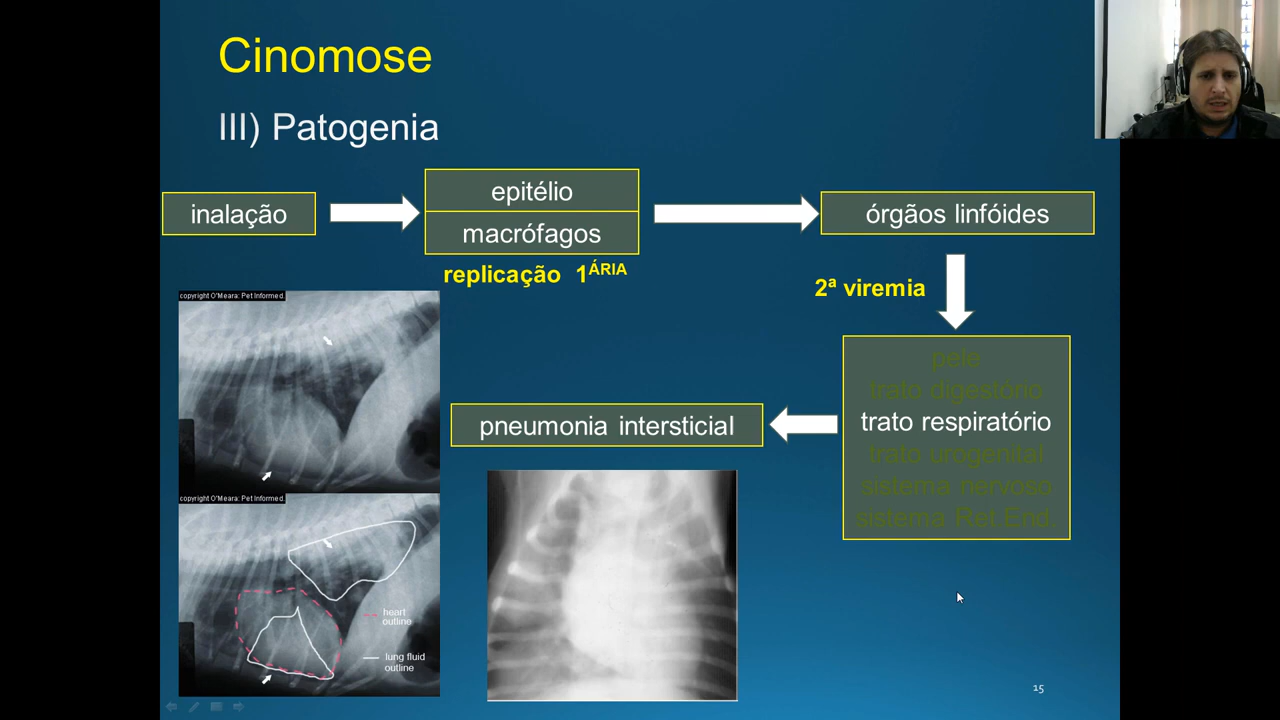 Cinomose
III) Patogenia
inalação
epitélio
macrófagos
replicação 1ÁRIA
órgãos linfóides
2ª viremia
pele
trato digestório
trato respiratório
trato urogenital
sistema nervoso
sistema Ret.End.
pneumonia intersticial
copyright O'Meara: Pet Informed.
copyright O'Meara: Pet Informed.
heart
outline
lung fluid
outline
15